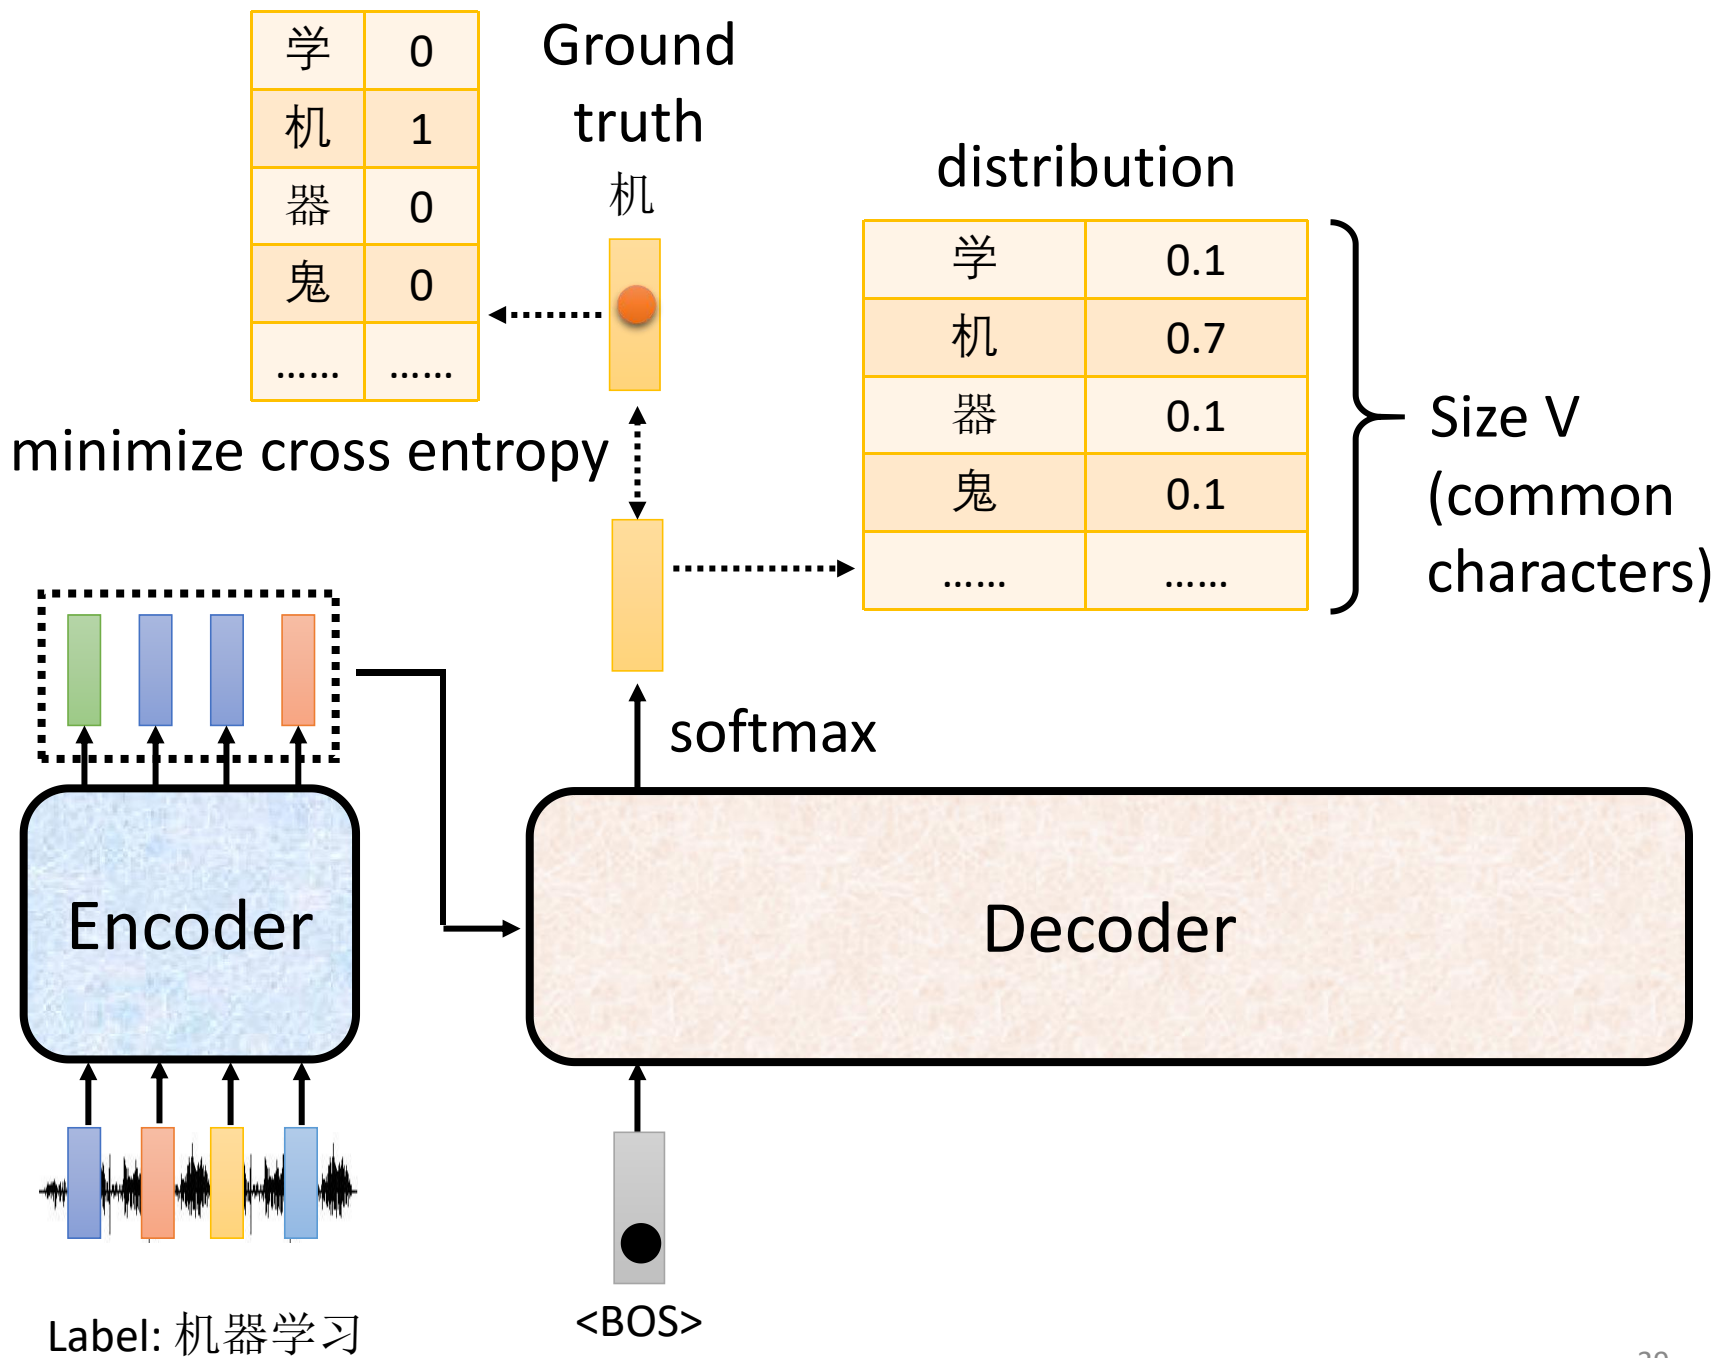 学 0
机 1
器 0
鬼 0
…… ……
Ground
truth
机
distribution
学 0.1
机 0.7
器 0.1
鬼 0.1
…… ……
Size V
(common
characters)
minimize cross entropy
softmax
Encoder
Decoder
Label: 机器学习
<BOS>